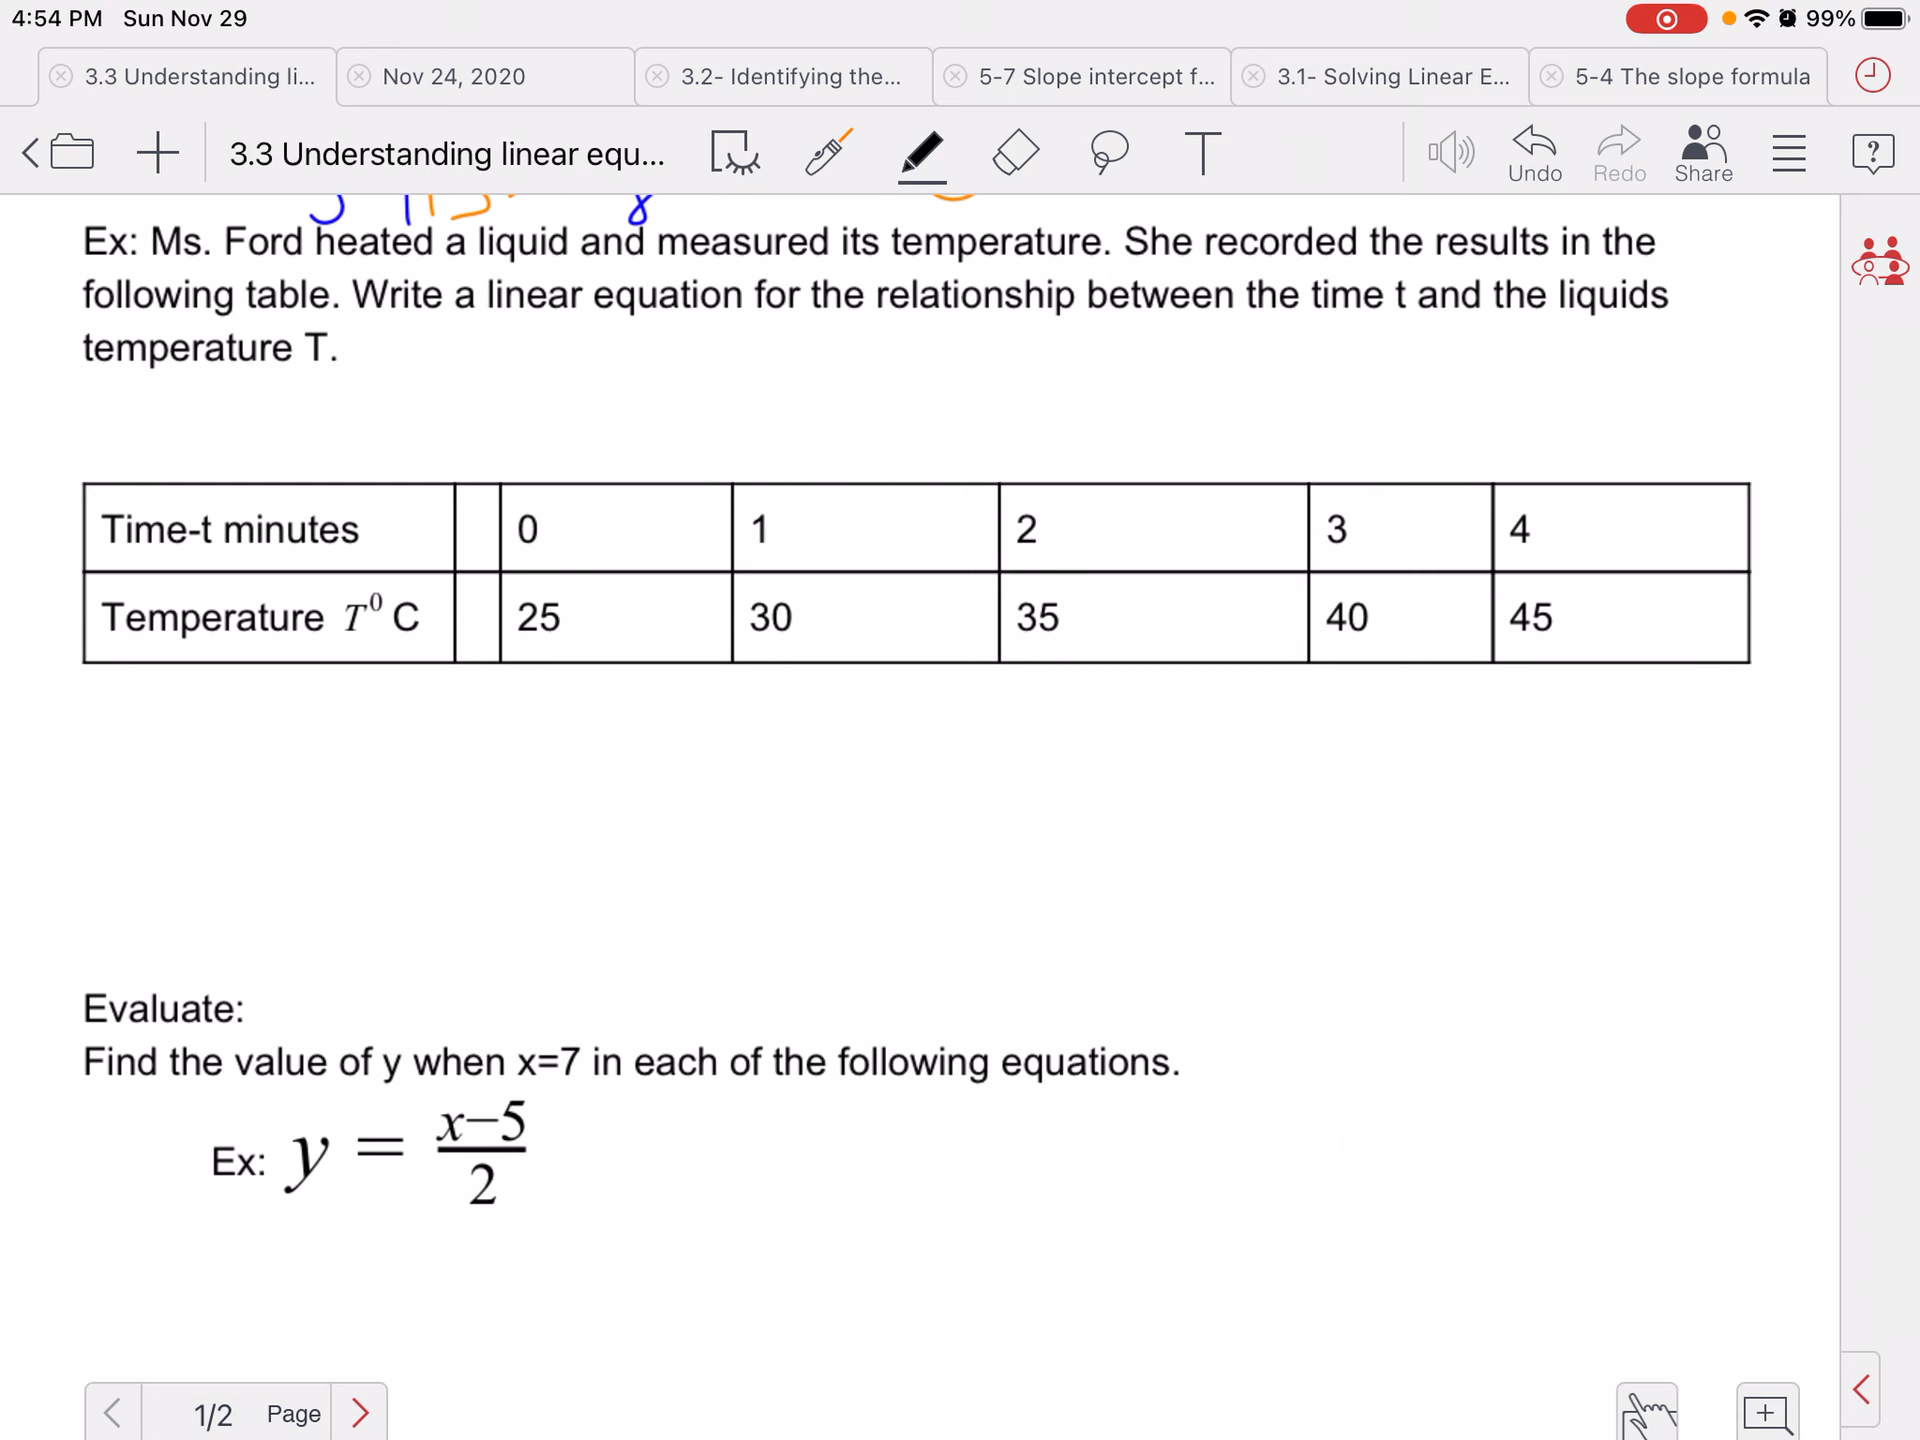 4:54 PM Sun Nov 29 99%
3.3 Understanding li... Nov 24, 2020 3.2- Identifying the... 5-7 Slope intercept f... 3.1- Solving Linear E... 5-4 The slope formula
3.3 Understanding linear equ... T Undo Redo Share ?
Ex: Ms. Ford heated a liquid and measured its temperature. She recorded the results in the
following table. Write a linear equation for the relationship between the time t and the liquids
temperature T.
Time-t minutes 0 1 2 3 4
Temperature T⁰ C 25 30 35 40 45
Evaluate:
Find the value of y when x=7 in each of the following equations.
Ex: y = x−5
2
1/2 Page